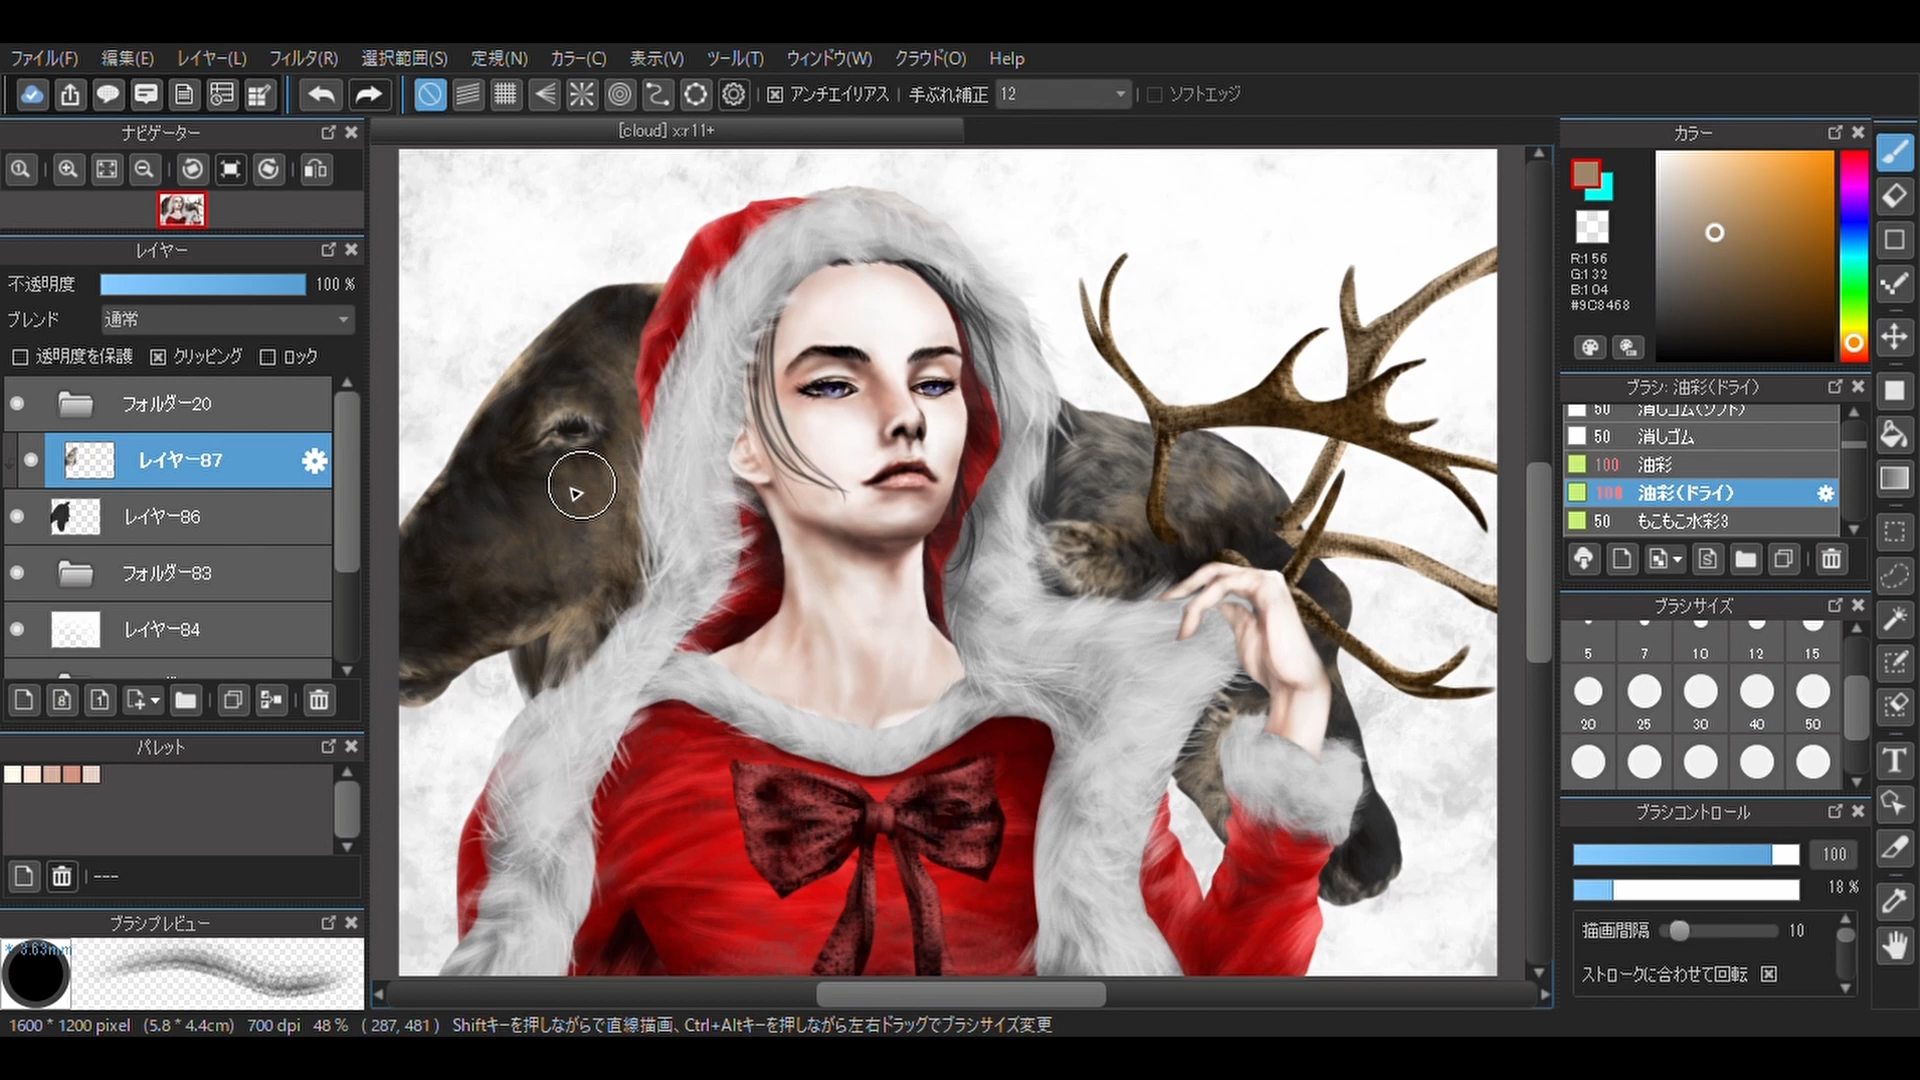 ファイル(F) 編集(E) レイヤー(L) フィルタ(R) 選択範囲(S) 定規(N) カラー(C) 表示(V) ツール(T) ウィンドウ(W) クラウド(O) Help
アンチエイリアス 手ぶれ補正 12 ソフトエッジ
ナビゲーター
[cloud] x:r11+
レイヤー
不透明度 100 %
ブレンド 通常
透明度を保護 クリッピング ロック
フォルダー20
レイヤー87
レイヤー86
フォルダー83
レイヤー84
パレット
---
ブラシプレビュー
* 3.63mm
カラー
R:156
G:132
B:104
#9C8468
ブラシ: 油彩(ドライ)
50 消しゴム(ソフト)
50 消しゴム
100 油彩
100 油彩(ドライ)
50 もこもこ水彩3
ブラシサイズ
5 7 10 12 15
20 25 30 40 50
ブラシコントロール
100
18 %
描画間隔 10
ストロークに合わせて回転
1600 * 1200 pixel (5.8 * 4.4cm) 700 dpi 48 % ( 287, 481 ) Shiftキーを押しながらで直線描画、Ctrl+Altキーを押しながら左右ドラッグでブラシサイズ変更